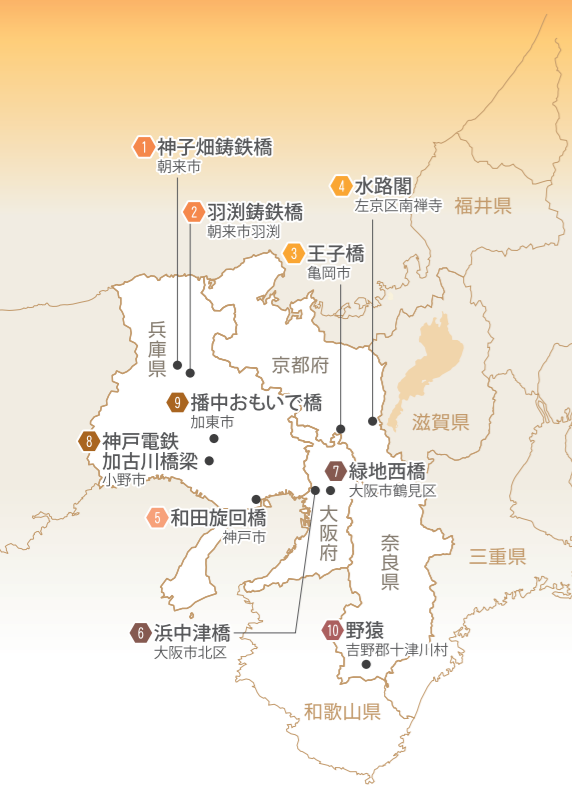 1 神子畑鋳鉄橋
朝来市
2 羽渕鋳鉄橋
朝来市羽渕
3 王子橋
亀岡市
4 水路閣
左京区南禅寺
福井県
兵庫県
京都府
滋賀県
9 播中おもいで橋
加東市
8 神戸電鉄
加古川橋梁
小野市
7 緑地西橋
大阪市鶴見区
5 和田旋回橋
神戸市
大阪府
奈良県
三重県
6 浜中津橋
大阪市北区
10 野猿
吉野郡十津川村
和歌山県